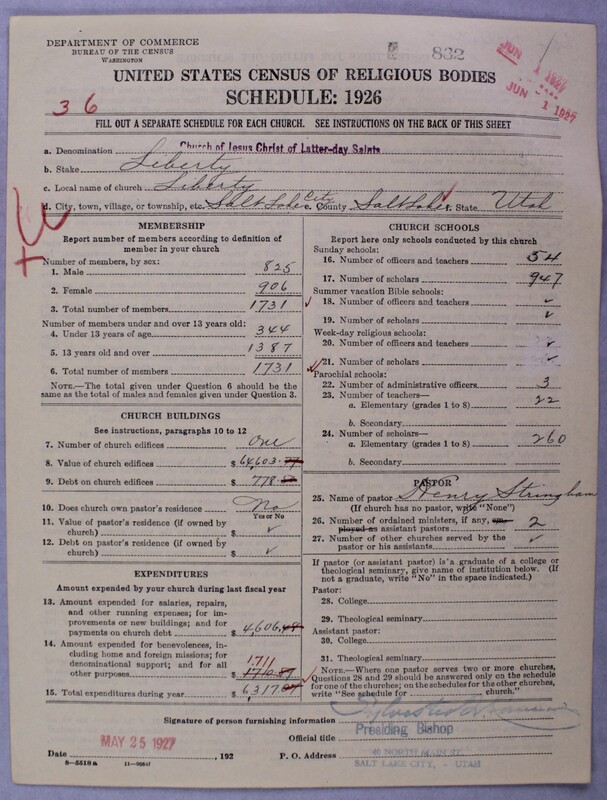 DEPARTMENT OF COMMERCE
BUREAU OF THE CENSUS
WASHINGTON
832
JUN 1 1927
JUN 1 1927
UNITED STATES CENSUS OF RELIGIOUS BODIES
SCHEDULE: 1926
36
FILL OUT A SEPARATE SCHEDULE FOR EACH CHURCH. SEE INSTRUCTIONS ON THE BACK OF THIS SHEET
a. Denomination Church of Jesus Christ of Latter-day Saints
b. Stake Liberty
c. Local name of church Liberty
d. City, town, village, or township, etc. Salt Lake City e. County Salt Lake f. State Utah
MEMBERSHIP
Report number of members according to definition of
member in your church
Number of members, by sex:
1. Male 825
2. Female 906
3. Total number of members 1731
Number of members under and over 13 years old:
4. Under 13 years of age 344
5. 13 years old and over 1387
6. Total number of members 1731
NOTE.—The total given under Question 6 should be
the same as the total of males and females given under Question 3.
CHURCH BUILDINGS
See instructions, paragraphs 10 to 12
7. Number of church edifices one
8. Value of church edifices $ 64603.77
9. Debt on church edifices $ 778.
10. Does church own pastor's residence? No
Yes or No
11. Value of pastor's residence (if owned by
church) $ ✓
12. Debt on pastor's residence (if owned by
church) $ ✓
EXPENDITURES
Amount expended by your church during last fiscal year
13. Amount expended for salaries, repairs,
and other running expenses; for im-
provements or new buildings; and for
payments on church debt $ 4,606.48
14. Amount expended for benevolences,
including home and foreign missions; for
denominational support; and for all
1711
other purposes $ 1710.87
15. Total expenditures during year $ 6317
CHURCH SCHOOLS
Report here only schools conducted by this church
Sunday schools:
16. Number of officers and teachers 54
17. Number of scholars 947
Summer vacation Bible schools:
18. Number of officers and teachers ✓
19. Number of scholars ✓
Week-day religious schools:
20. Number of officers and teachers ✓
21. Number of scholars ✓
Parochial schools:
22. Number of administrative officers 3
23. Number of teachers—
a. Elementary (grades 1 to 8) 22
b. Secondary
24. Number of scholars—
a. Elementary (grades 1 to 8) 260
b. Secondary
PASTOR
25. Name of pastor Henry Stringham
(If church has no pastor, write "None")
26. Number of ordained ministers, if any, em-
ployed as assistant pastors 2
27. Number of other churches served by the
pastor or his assistants ✓
If pastor (or assistant pastor) is a graduate of a college or
theological seminary, give name of institution below. (If
not a graduate, write "No" in the space indicated.)
Pastor:
28. College
29. Theological seminary
Assistant pastor:
30. College
31. Theological seminary
NOTE.—Where one pastor serves two or more churches,
Questions 28 and 29 should be answered only on the schedule
for one of the churches; on the schedules for the other churches,
write "See schedule for church."
Signature of person furnishing information
Official title Presiding Bishop
Date MAY 25 1927, 192
P. O. Address 40 NORTH MAIN ST.
SALT LAKE CITY, - UTAH
8—5518a